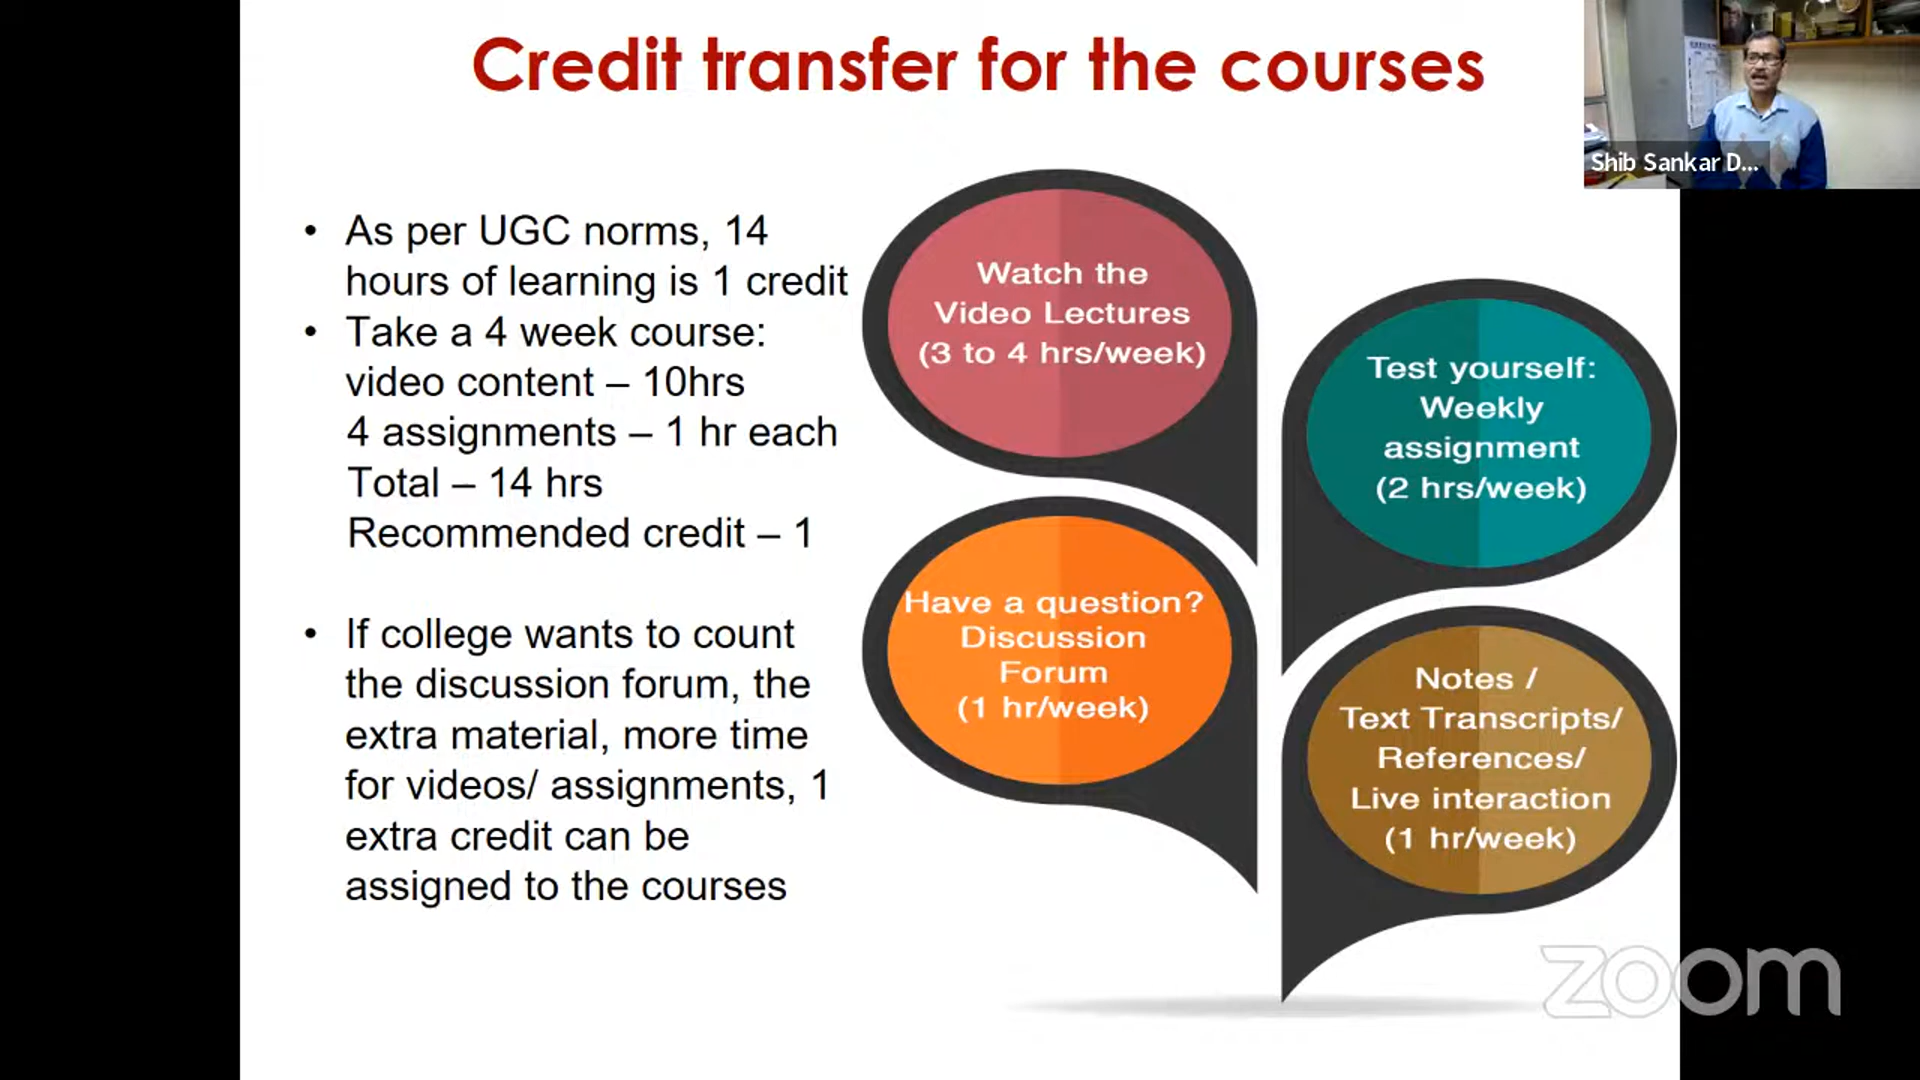 Credit transfer for the courses
Shib Sankar D...
• As per UGC norms, 14
hours of learning is 1 credit
• Take a 4 week course:
video content – 10hrs
4 assignments – 1 hr each
Total – 14 hrs
Recommended credit – 1
• If college wants to count
the discussion forum, the
extra material, more time
for videos/ assignments, 1
extra credit can be
assigned to the courses
Watch the
Video Lectures
(3 to 4 hrs/week)
Test yourself:
Weekly
assignment
(2 hrs/week)
Have a question?
Discussion
Forum
(1 hr/week)
Notes /
Text Transcripts/
References/
Live interaction
(1 hr/week)
zoom